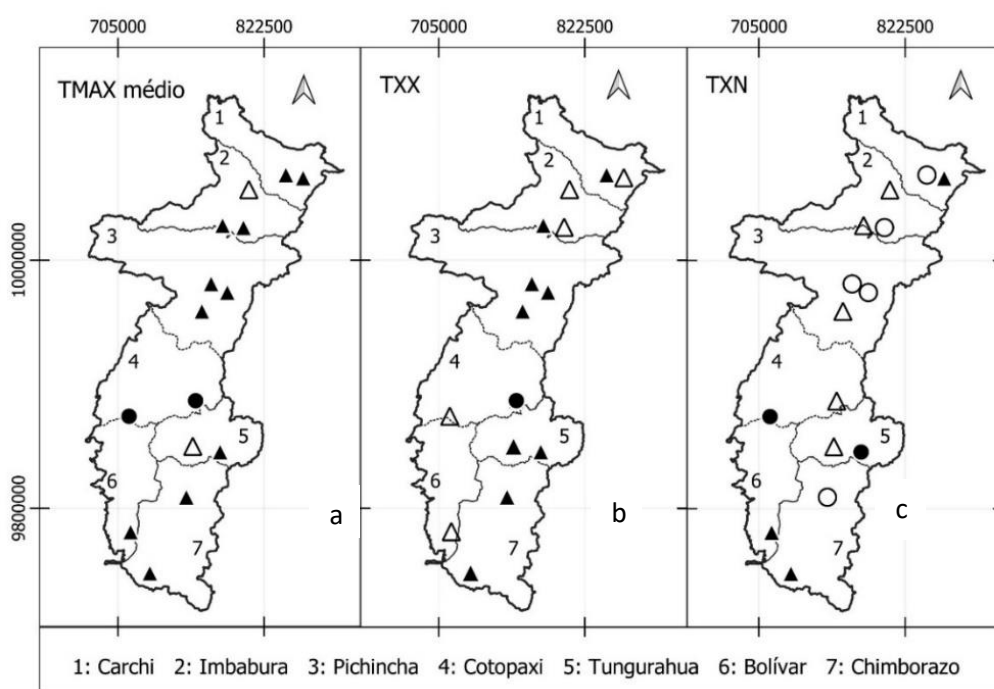 705000 822500 705000 822500 705000 822500
TMAX médio TXX TXN
1 1 1
2 2 2
3 3 3
10000000
4 4 4
5 5 5
6 6 6
9800000
a b c
7 7 7
1: Carchi 2: Imbabura 3: Pichincha 4: Cotopaxi 5: Tungurahua 6: Bolívar 7: Chimborazo